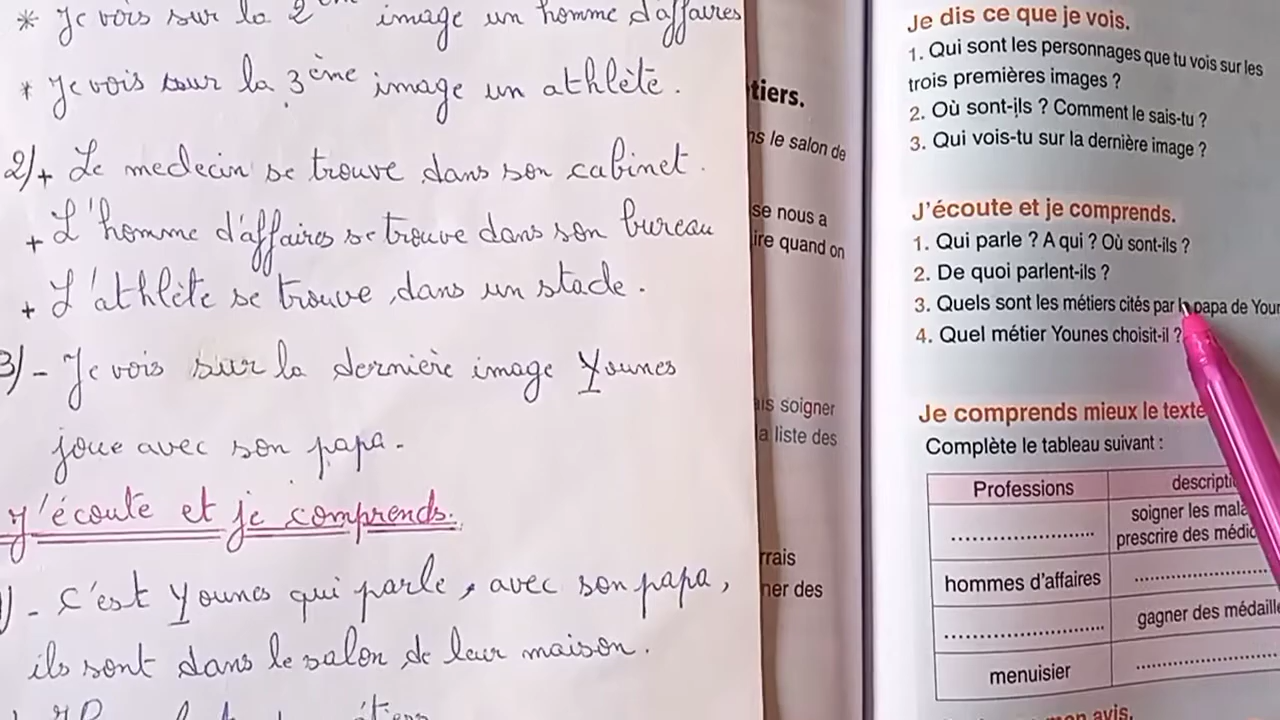 * Je vois sur la 2ème image un homme d'affaires
* Je vois sur la 3ème image un athlète.
2)+ Le medecin se trouve dans son cabinet.
+ L'homme d'affaires se trouve dans son bureau
+ L'athlète se trouve dans un stade.
3)- Je vois sur la dernière image Younes
joue avec son papa.
J'écoute et je comprends.
1)- C'est Younes qui parle, avec son papa,
ils sont dans le salon de leur maison.
tiers.
le salon de
se nous a
ire quand on
ais soigner
la liste des
rrais
ner des
Je dis ce que je vois.
1. Qui sont les personnages que tu vois sur les
trois premières images ?
2. Où sont-ils ? Comment le sais-tu ?
3. Qui vois-tu sur la dernière image ?
J'écoute et je comprends.
1. Qui parle ? A qui ? Où sont-ils ?
2. De quoi parlent-ils ?
3. Quels sont les métiers cités par papa de Your
4. Quel métier Younes choisit-il ?
Je comprends mieux le texte
Complète le tableau suivant :
Professions descripti
.......................... soigner les mala
prescrire des médic
hommes d'affaires ..........................
.......................... gagner des médaille
menuisier ..........................
mon avis.